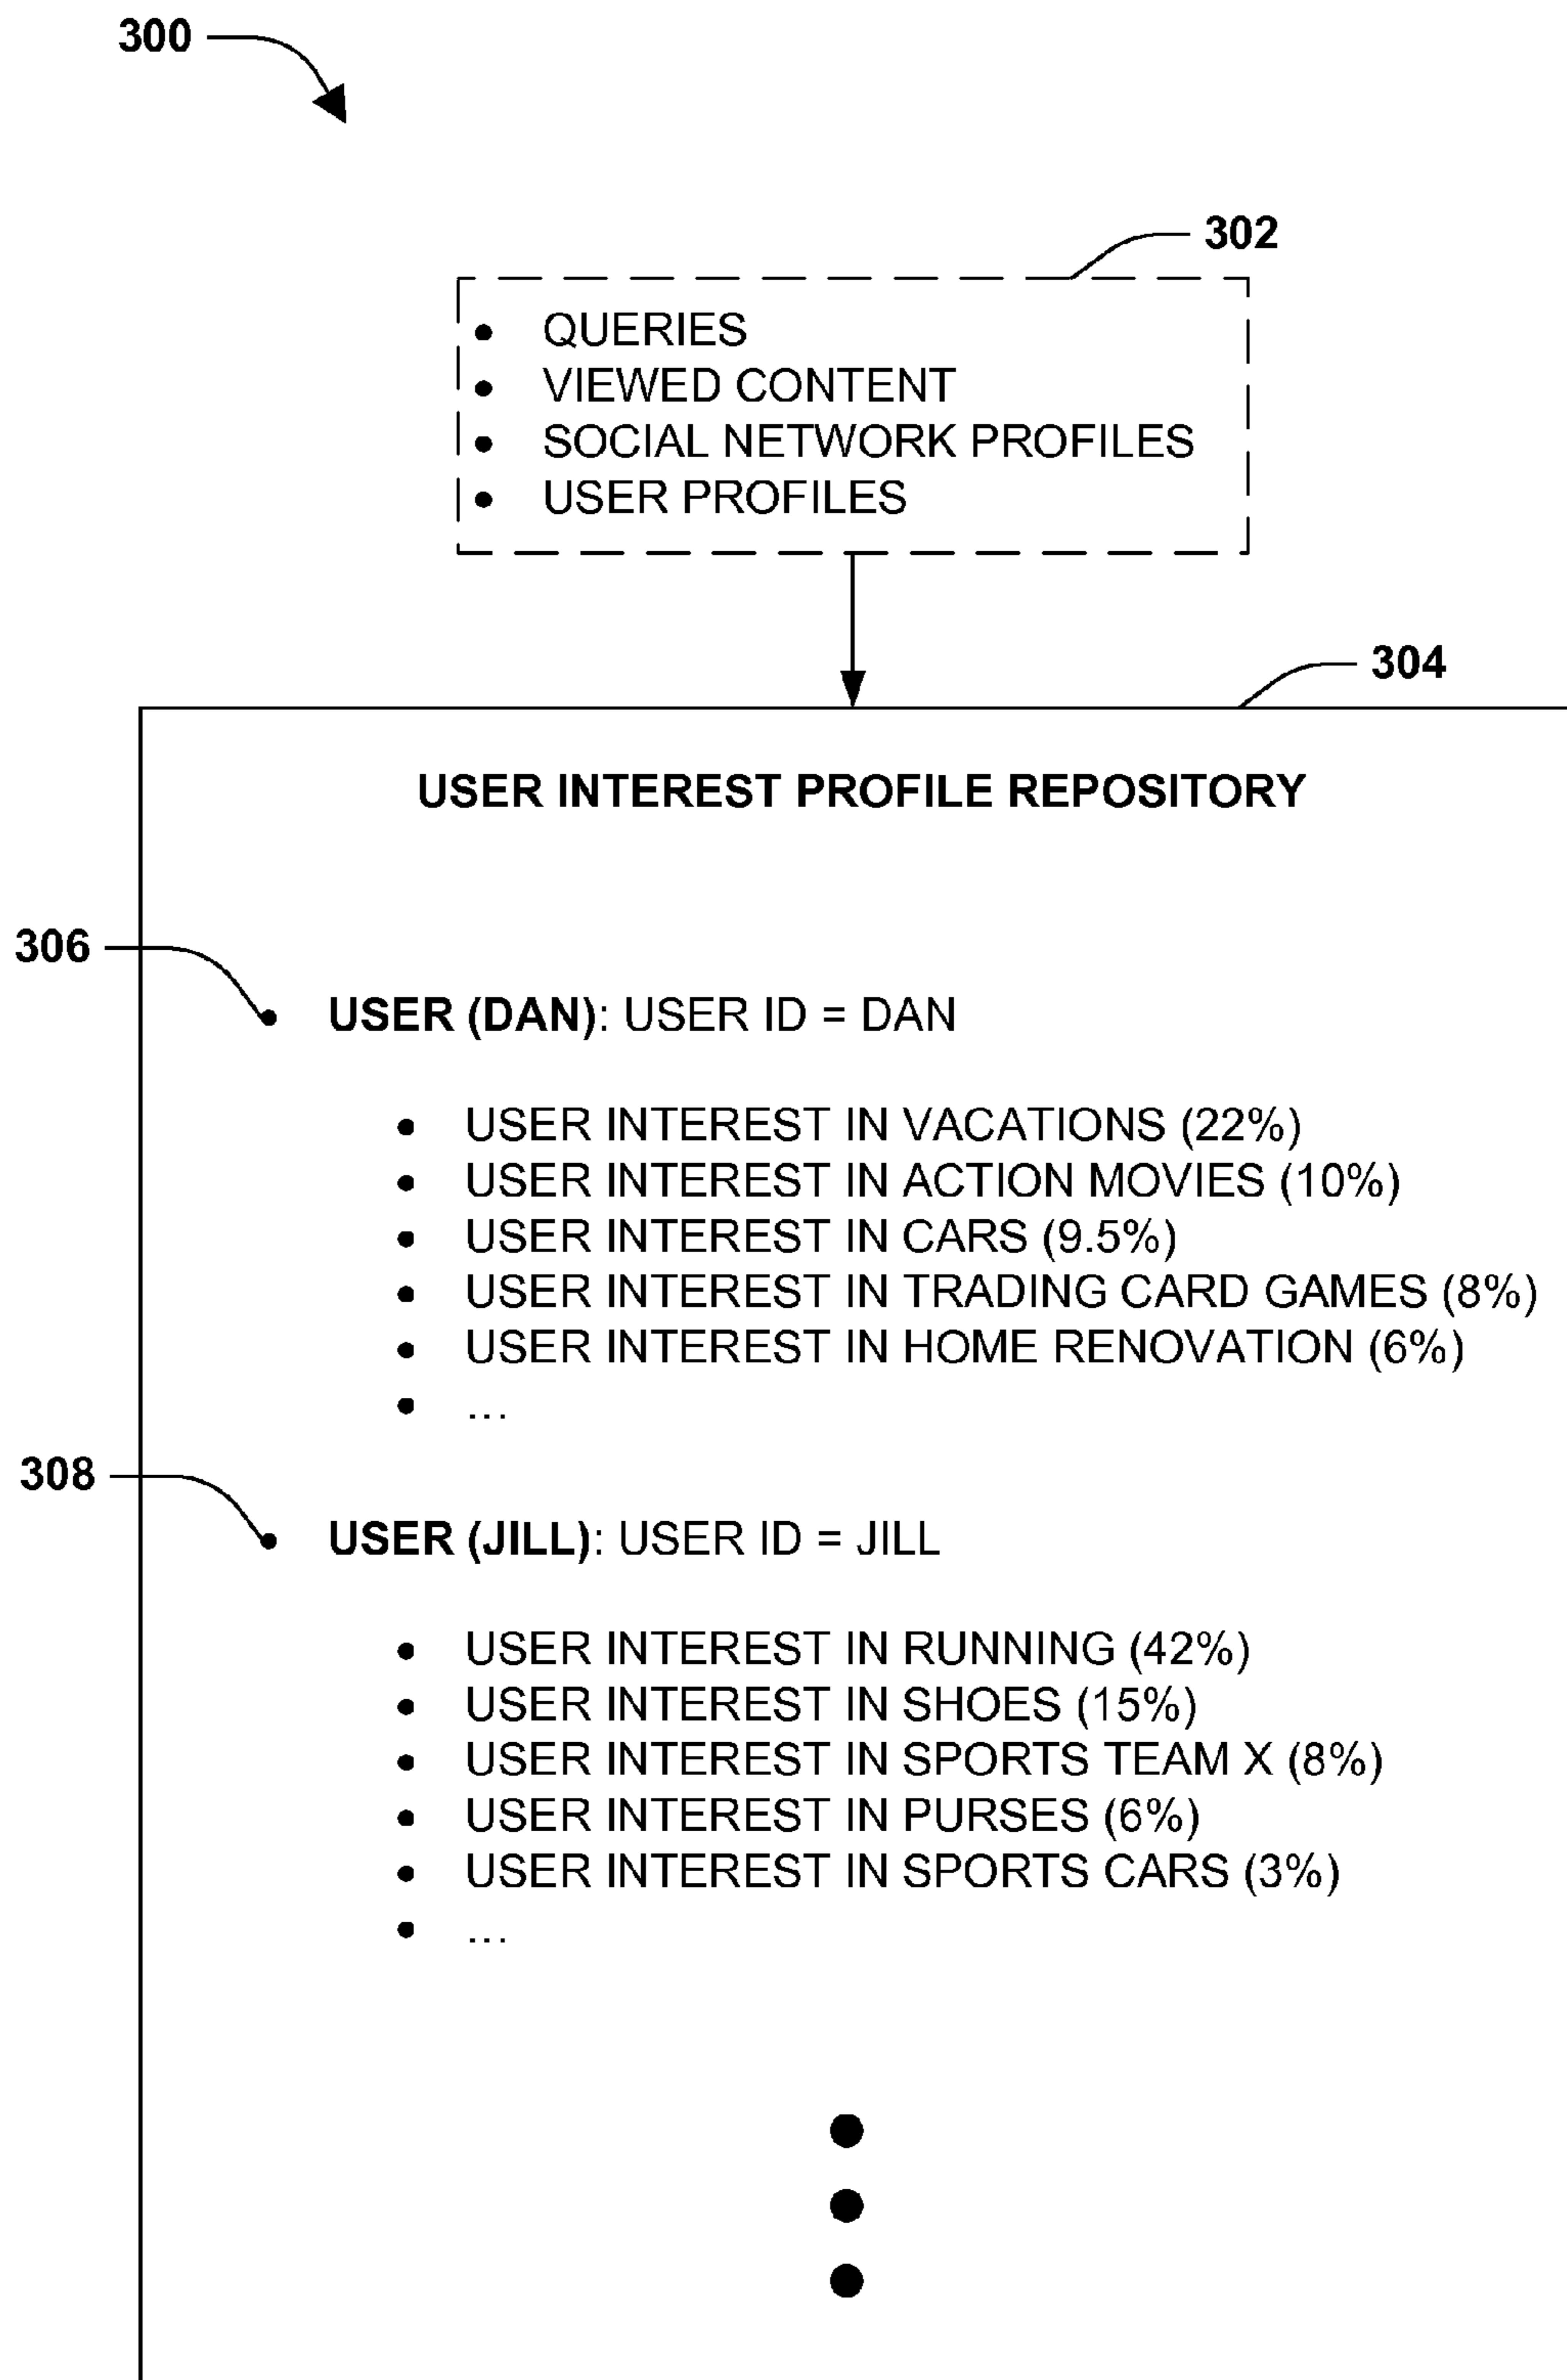 300
302
• QUERIES
• VIEWED CONTENT
• SOCIAL NETWORK PROFILES
• USER PROFILES
304
USER INTEREST PROFILE REPOSITORY
306
• USER (DAN): USER ID = DAN
• USER INTEREST IN VACATIONS (22%)
• USER INTEREST IN ACTION MOVIES (10%)
• USER INTEREST IN CARS (9.5%)
• USER INTEREST IN TRADING CARD GAMES (8%)
• USER INTEREST IN HOME RENOVATION (6%)
• ...
308
• USER (JILL): USER ID = JILL
• USER INTEREST IN RUNNING (42%)
• USER INTEREST IN SHOES (15%)
• USER INTEREST IN SPORTS TEAM X (8%)
• USER INTEREST IN PURSES (6%)
• USER INTEREST IN SPORTS CARS (3%)
• ...